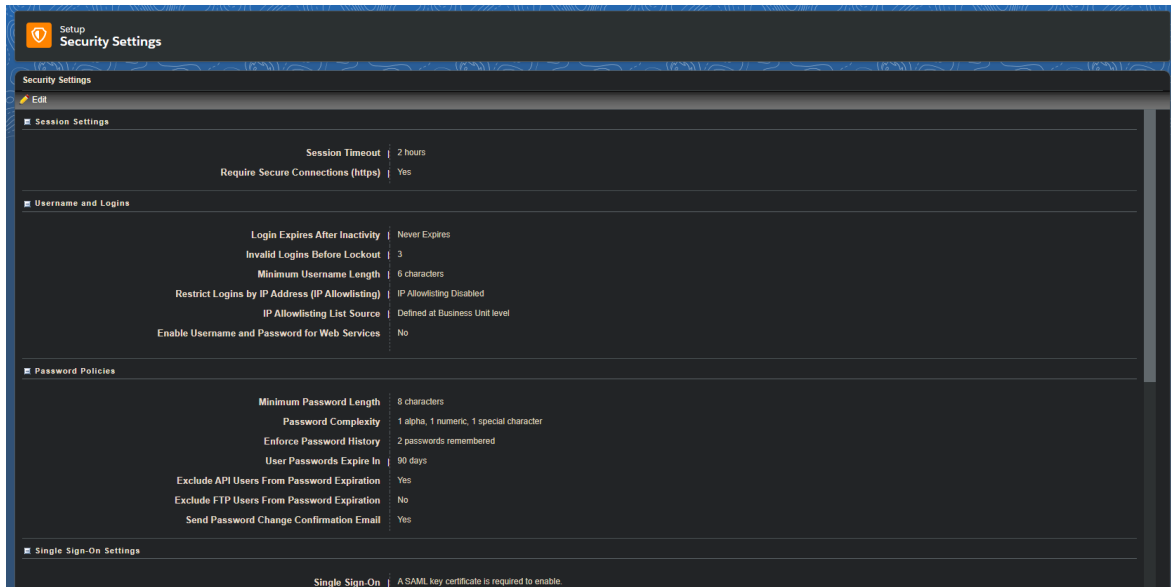 Setup
Security Settings
Security Settings
Edit
Session Settings
Session Timeout 2 hours
Require Secure Connections (https) Yes
Username and Logins
Login Expires After Inactivity Never Expires
Invalid Logins Before Lockout 3
Minimum Username Length 6 characters
Restrict Logins by IP Address (IP Allowlisting) IP Allowlisting Disabled
IP Allowlisting List Source Defined at Business Unit level
Enable Username and Password for Web Services No
Password Policies
Minimum Password Length 8 characters
Password Complexity 1 alpha, 1 numeric, 1 special character
Enforce Password History 2 passwords remembered
User Passwords Expire In 90 days
Exclude API Users From Password Expiration Yes
Exclude FTP Users From Password Expiration No
Send Password Change Confirmation Email Yes
Single Sign-On Settings
Single Sign-On A SAML key certificate is required to enable.